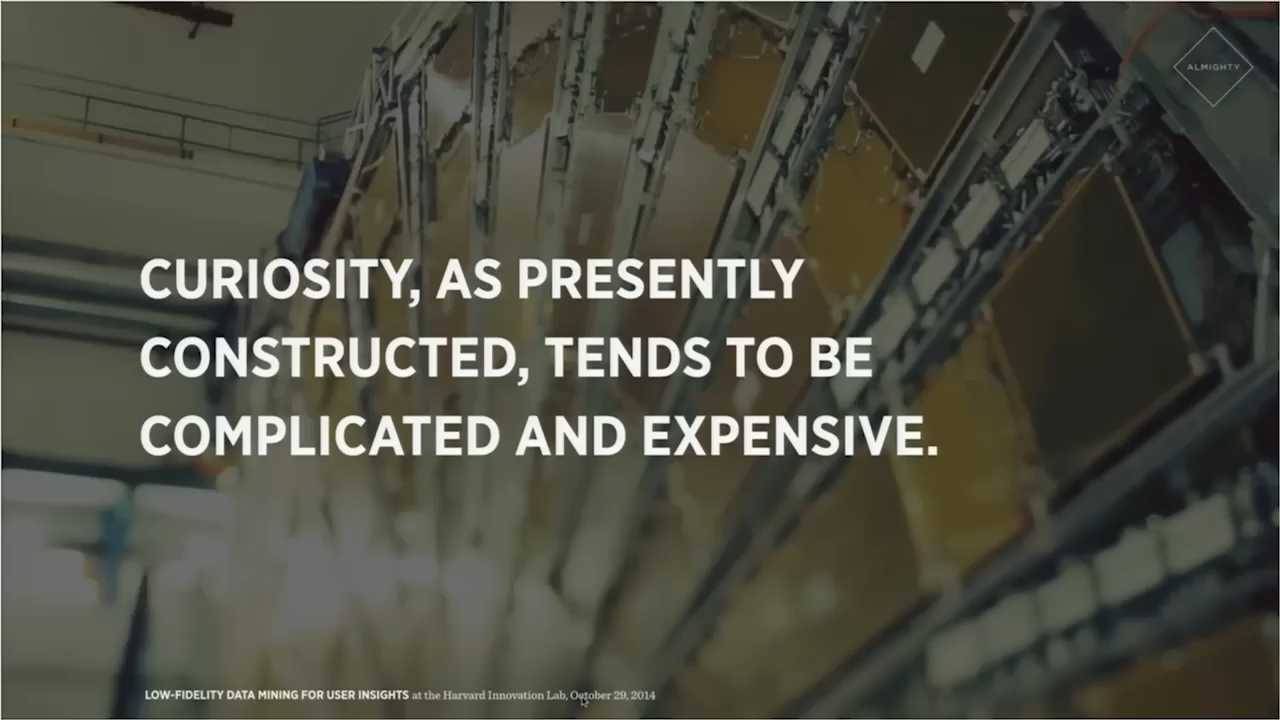 ALMIGHTY
CURIOSITY, AS PRESENTLY
CONSTRUCTED, TENDS TO BE
COMPLICATED AND EXPENSIVE.
LOW-FIDELITY DATA MINING FOR USER INSIGHTS at the Harvard Innovation Lab, October 29, 2014